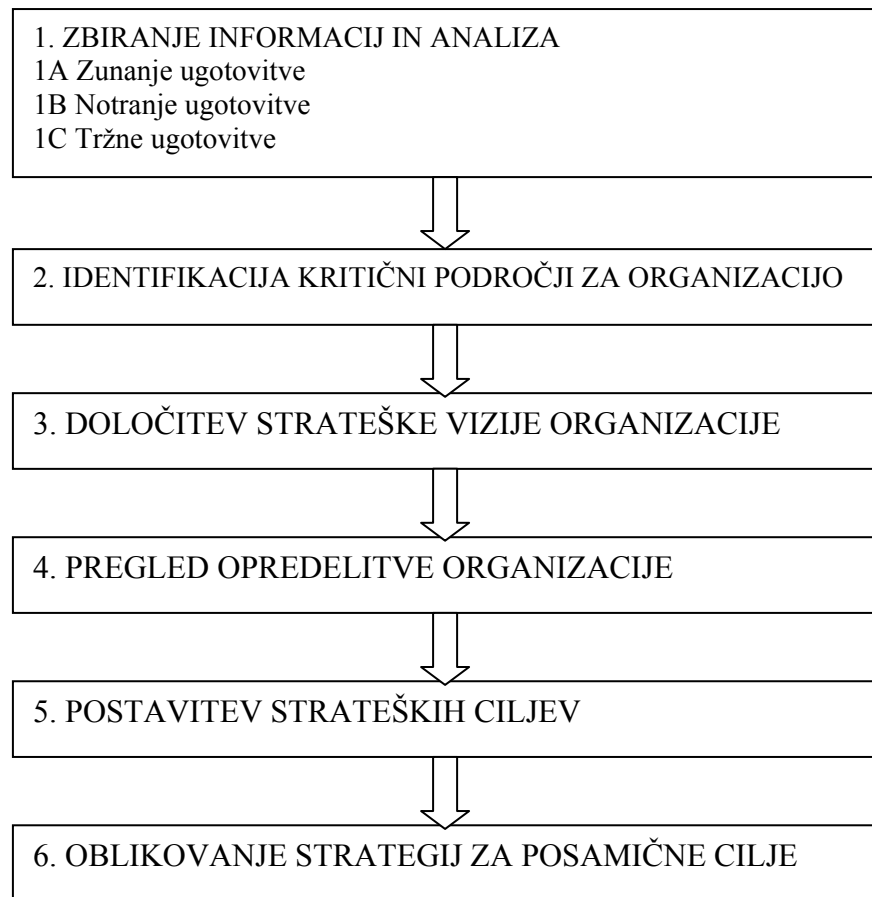 1. ZBIRANJE INFORMACIJ IN ANALIZA
1A Zunanje ugotovitve
1B Notranje ugotovitve
1C Tržne ugotovitve
2. IDENTIFIKACIJA KRITIČNI PODROČJI ZA ORGANIZACIJO
3. DOLOČITEV STRATEŠKE VIZIJE ORGANIZACIJE
4. PREGLED OPREDELITVE ORGANIZACIJE
5. POSTAVITEV STRATEŠKIH CILJEV
6. OBLIKOVANJE STRATEGIJ ZA POSAMIČNE CILJE